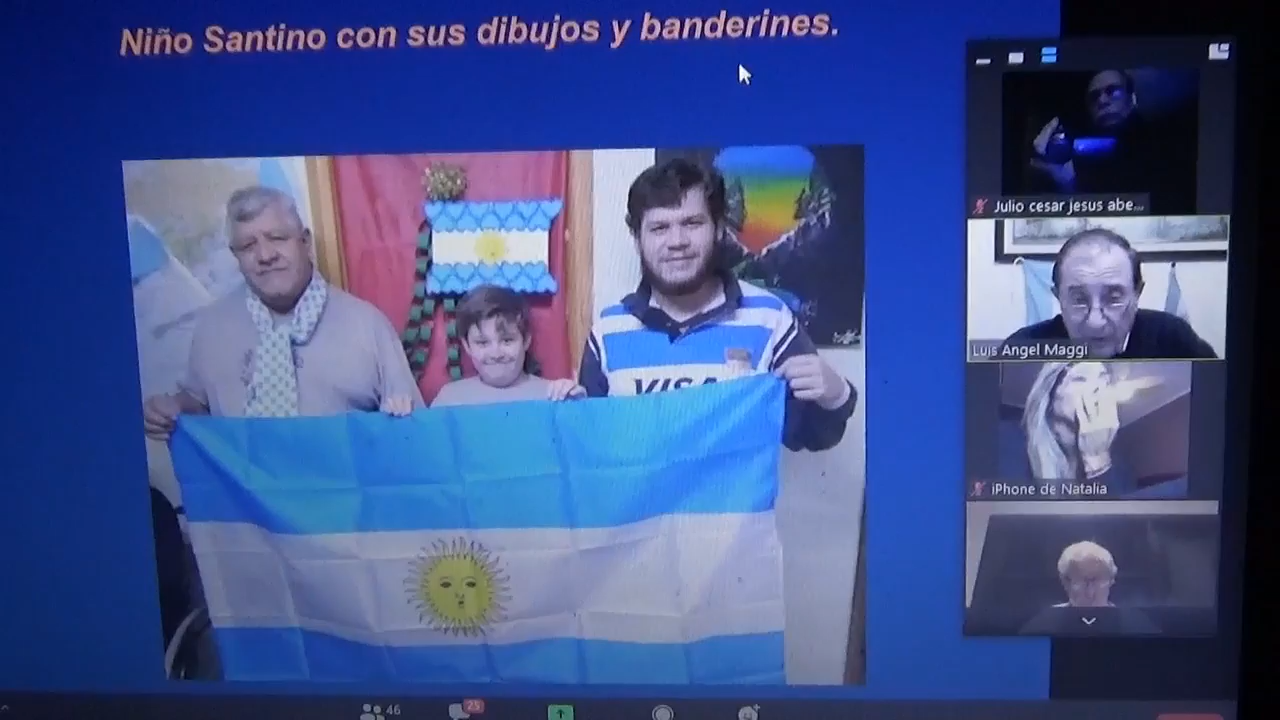 Niño Santino con sus dibujos y banderines.
Julio cesar jesus abe...
VISA
Luis Angel Maggi
iPhone de Natalia
46
25